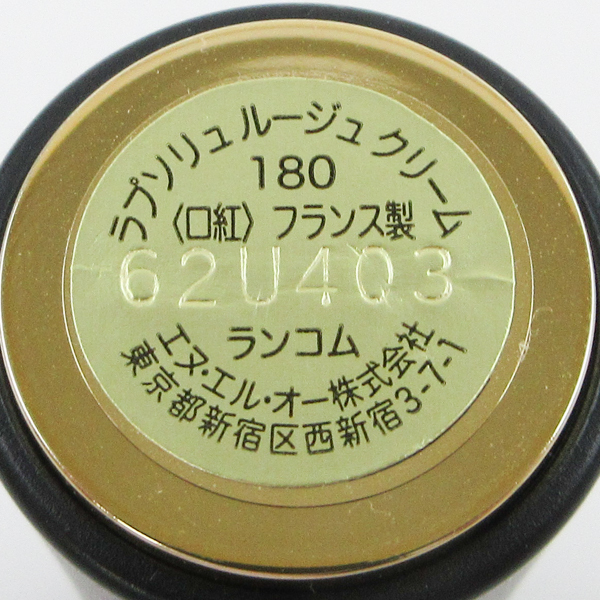 ラプソリュ ルージュ クリーム
180
〈口紅〉 フランス製
62U403
ランコム
エヌ・エル・オー株式会社
東京都新宿区西新宿3-7-1